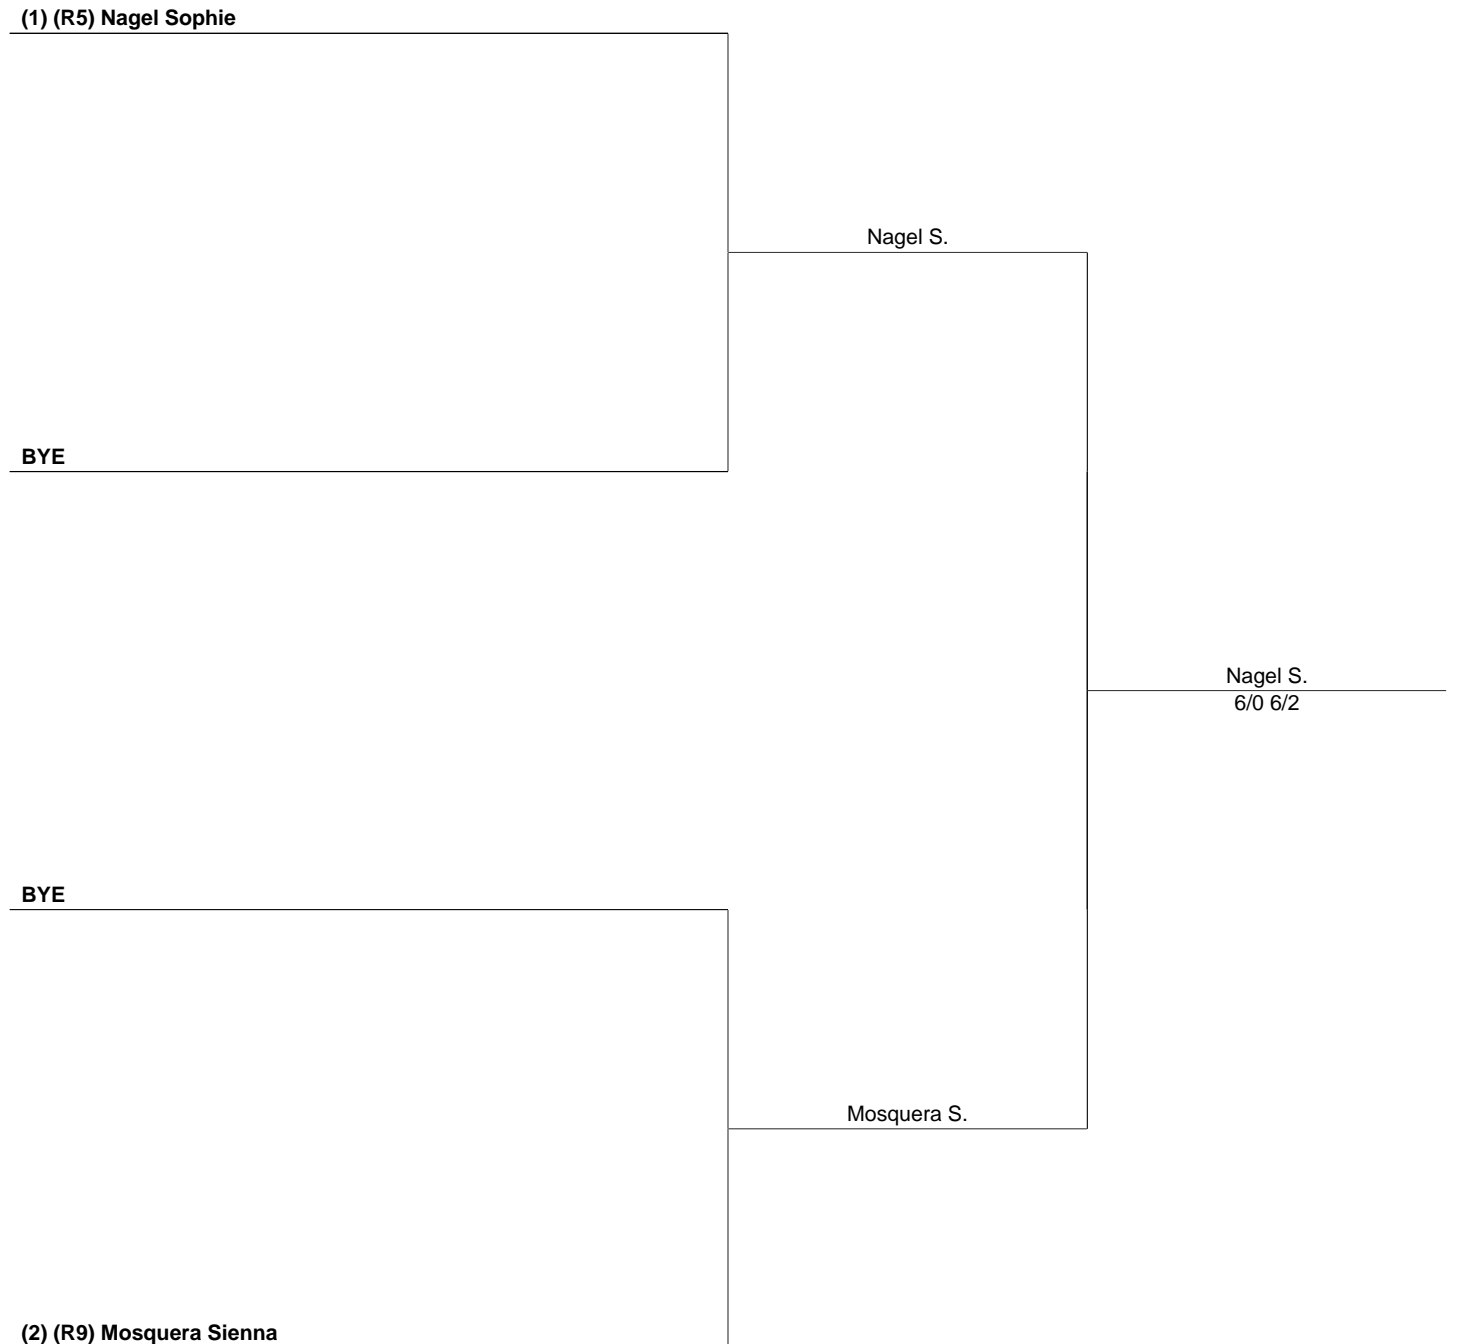 (1) (R5) Nagel Sophie
Nagel S.
BYE
Nagel S.
6/0 6/2
BYE
Mosquera S.
(2) (R9) Mosquera Sienna